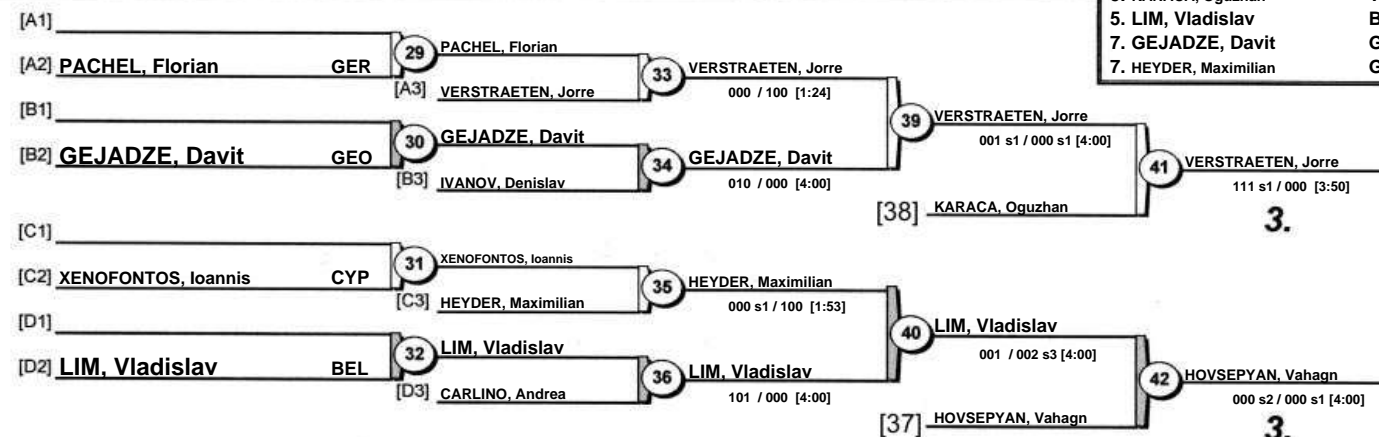 5. LIM, Vladislav B
7. GEJADZE, Davit G
7. HEYDER, Maximilian G
[A1]
[A2] PACHEL, Florian GER
29
PACHEL, Florian
[A3] VERSTRAETEN, Jorre
33
VERSTRAETEN, Jorre
000 / 100 [1:24]
[B1]
[B2] GEJADZE, Davit GEO
30
GEJADZE, Davit
[B3] IVANOV, Denislav
34
GEJADZE, Davit
010 / 000 [4:00]
39
VERSTRAETEN, Jorre
001 s1 / 000 s1 [4:00]
[38] KARACA, Oguzhan
41
VERSTRAETEN, Jorre
111 s1 / 000 [3:50]
3.
[C1]
[C2] XENOFONTOS, Ioannis CYP
31
XENOFONTOS, Ioannis
[C3] HEYDER, Maximilian
35
HEYDER, Maximilian
000 s1 / 100 [1:53]
[D1]
[D2] LIM, Vladislav BEL
32
LIM, Vladislav
[D3] CARLINO, Andrea
36
LIM, Vladislav
101 / 000 [4:00]
40
LIM, Vladislav
001 / 002 s3 [4:00]
[37] HOVSEPYAN, Vahagn
42
HOVSEPYAN, Vahagn
000 s2 / 000 s1 [4:00]
3.